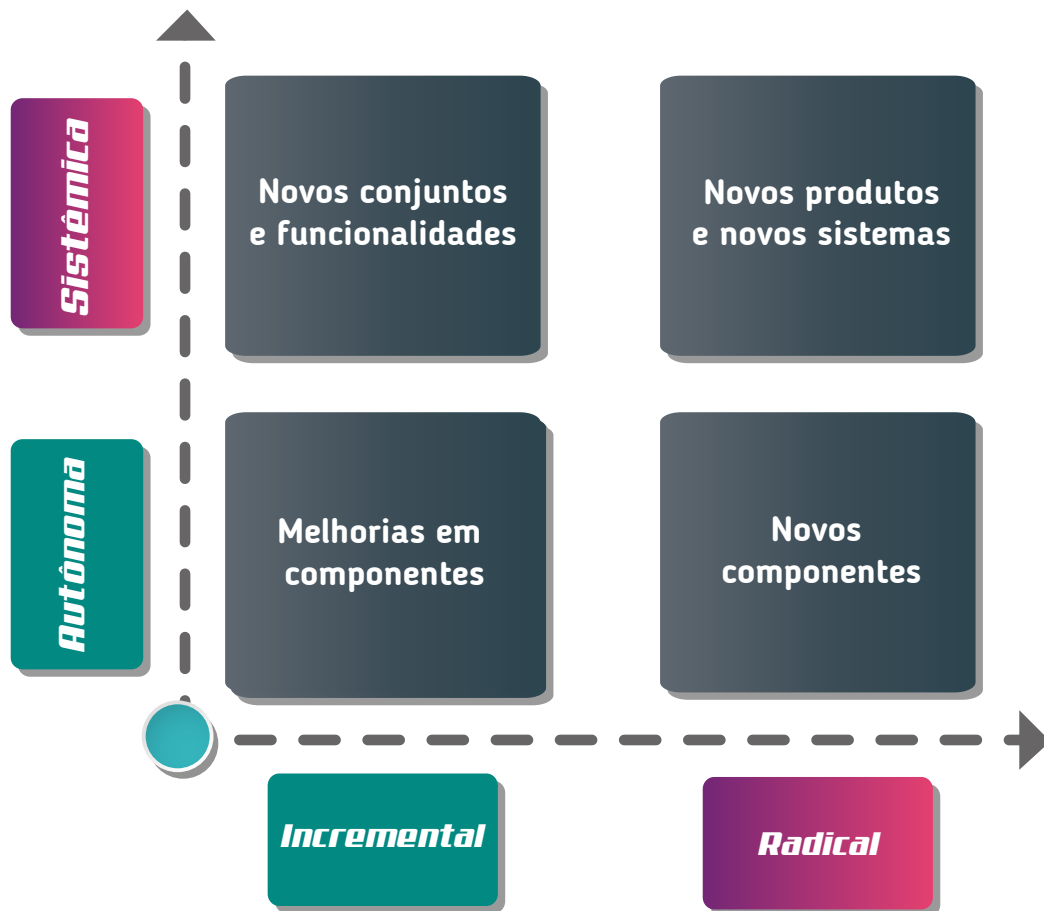 Sistêmica
Novos conjuntos
e funcionalidades
Novos produtos
e novos sistemas
Autônoma
Melhorias em
componentes
Novos
componentes
Incremental
Radical